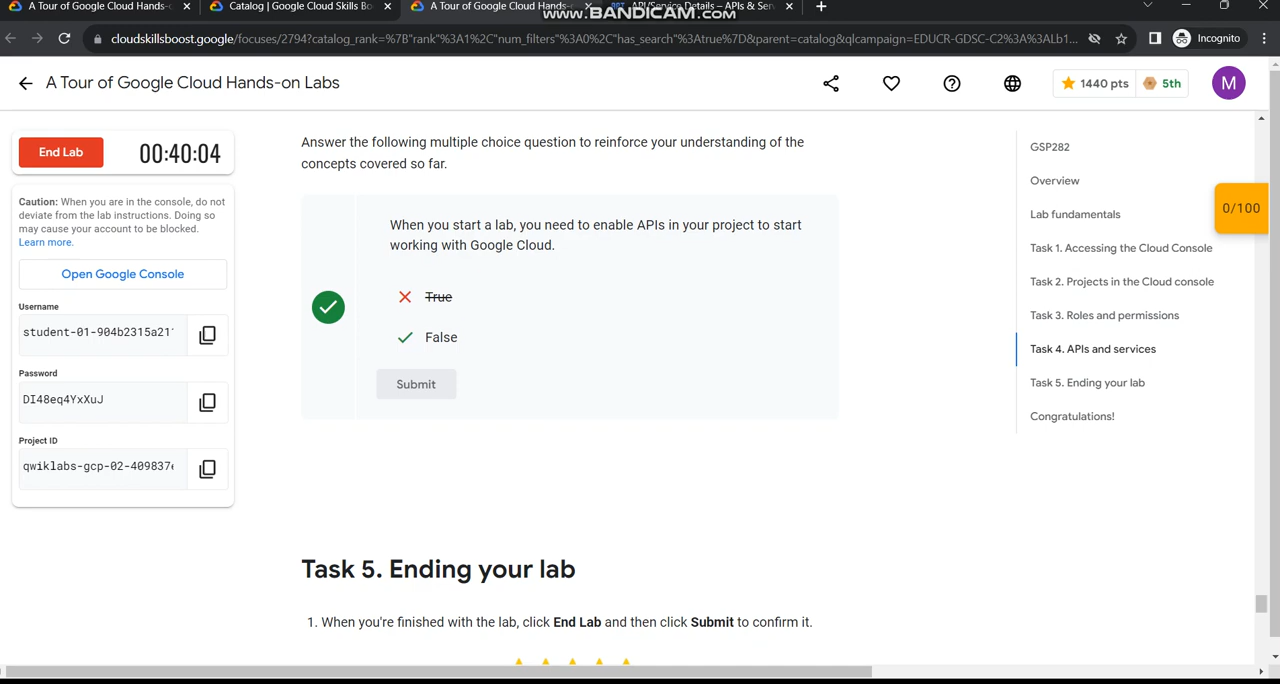 A Tour of Google Cloud Hands-on
Catalog | Google Cloud Skills Bo
A Tour of Google Cloud Hands-
API/Service Details – APIs & Ser
www.BANDICAM.com
cloudskillsboost.google/focuses/2794?catalog_rank=%7B"rank"%3A1%2C"num_filters"%3A0%2C"has_search"%3Atrue%7D&parent=catalog&qlcampaign=EDUCR-GDSC-C2%3A%3ALb1...
Incognito
A Tour of Google Cloud Hands-on Labs
1440 pts
5th
M
End Lab
00:40:04
Caution: When you are in the console, do not
deviate from the lab instructions. Doing so
may cause your account to be blocked.
Learn more.
Open Google Console
Username
student-01-904b2315a21
Password
DI48eq4YxXuJ
Project ID
qwiklabs-gcp-02-409837e
Answer the following multiple choice question to reinforce your understanding of the
concepts covered so far.
When you start a lab, you need to enable APIs in your project to start
working with Google Cloud.
True
False
Submit
Task 5. Ending your lab
1. When you're finished with the lab, click End Lab and then click Submit to confirm it.
GSP282
Overview
Lab fundamentals
Task 1. Accessing the Cloud Console
Task 2. Projects in the Cloud console
Task 3. Roles and permissions
Task 4. APIs and services
Task 5. Ending your lab
Congratulations!
0/100